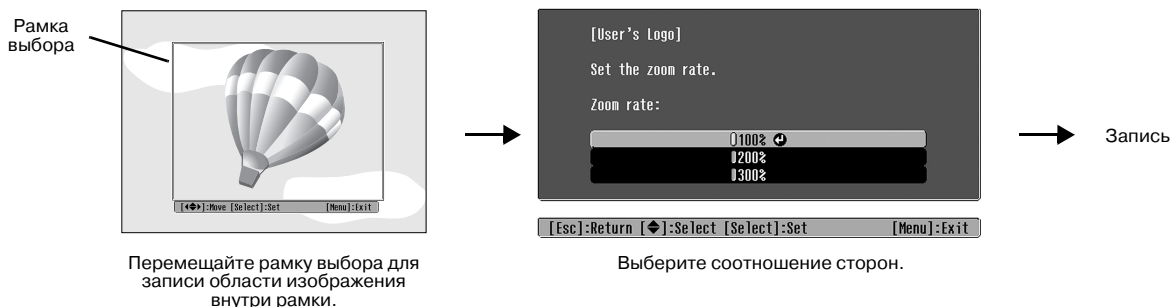 Рамка
выбора
[◀◆▶]:Move [Select]:Set [Menu]:Exit
Перемещайте рамку выбора для
записи области изображения
внутри рамки.
[User's Logo]
Set the zoom rate.
Zoom rate:
100%
200%
300%
[Esc]:Return [◆]:Select [Select]:Set [Menu]:Exit
Выберите соотношение сторон.
Запись